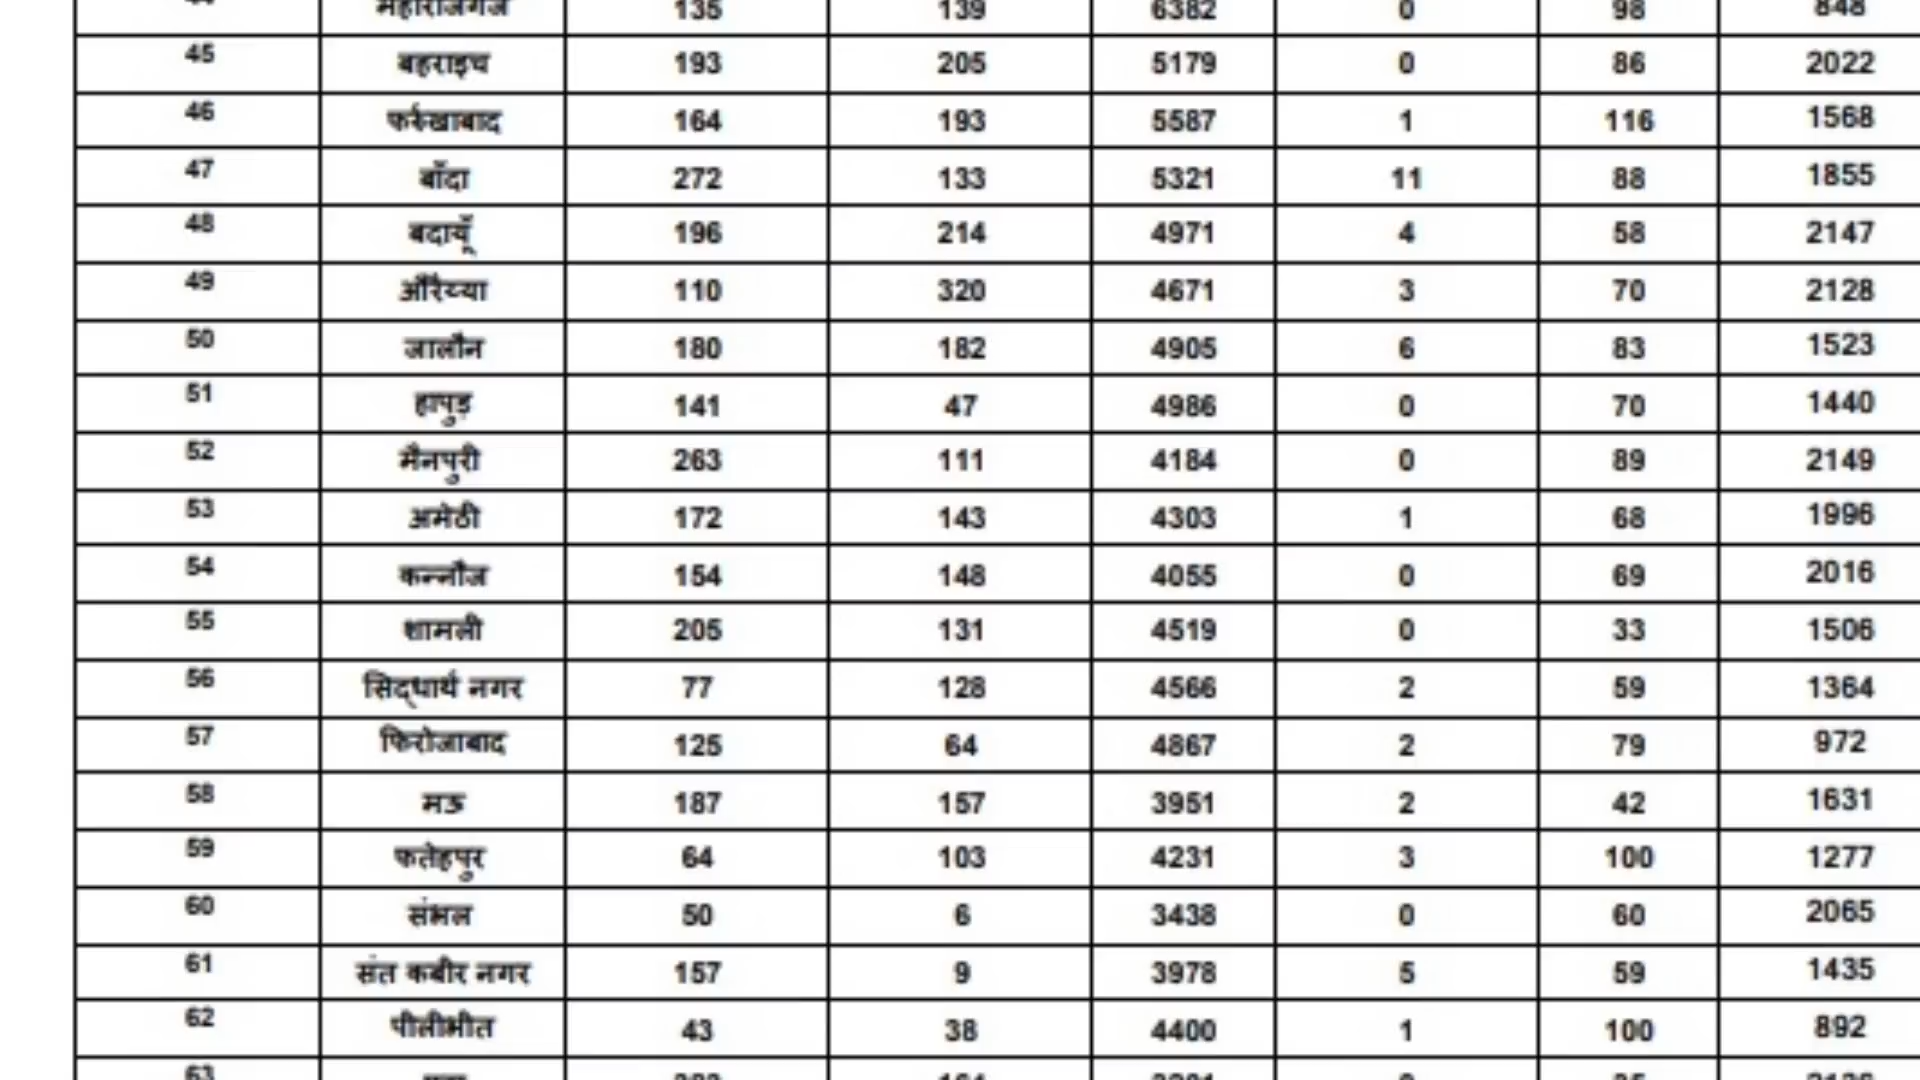 महाराजगंज 135 139 6382 0 98 848
45 बहराइच 193 205 5179 0 86 2022
46 फर्रुखाबाद 164 193 5587 1 116 1568
47 बाँदा 272 133 5321 11 88 1855
48 बदायूँ 196 214 4971 4 58 2147
49 औरैय्या 110 320 4671 3 70 2128
50 जालौन 180 182 4905 6 83 1523
51 हापुड़ 141 47 4986 0 70 1440
52 मैनपुरी 263 111 4184 0 89 2149
53 अमेठी 172 143 4303 1 68 1996
54 कन्नौज 154 148 4055 0 69 2016
55 शामली 205 131 4519 0 33 1506
56 सिद्धार्थ नगर 77 128 4566 2 59 1364
57 फिरोजाबाद 125 64 4867 2 79 972
58 मऊ 187 157 3951 2 42 1631
59 फतेहपुर 64 103 4231 3 100 1277
60 संभल 50 6 3438 0 60 2065
61 संत कबीर नगर 157 9 3978 5 59 1435
62 पीलीभीत 43 38 4400 1 100 892
63